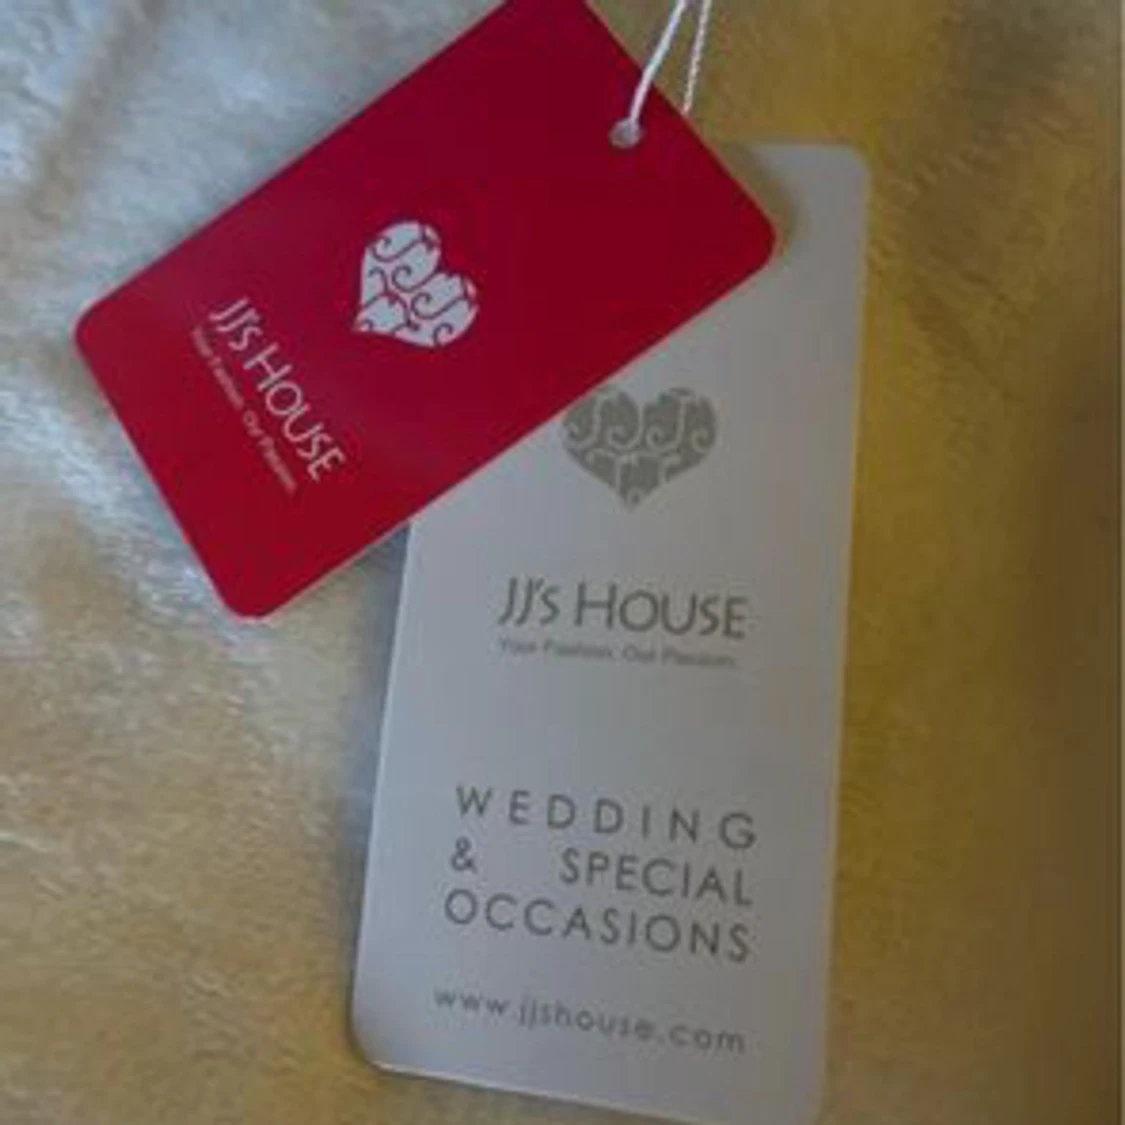 JJ's HOUSE
Your Fashion. Our Passion.
JJ's HOUSE
Your Fashion. Our Passion.
WEDDING
& SPECIAL
OCCASIONS
www.jjshouse.com